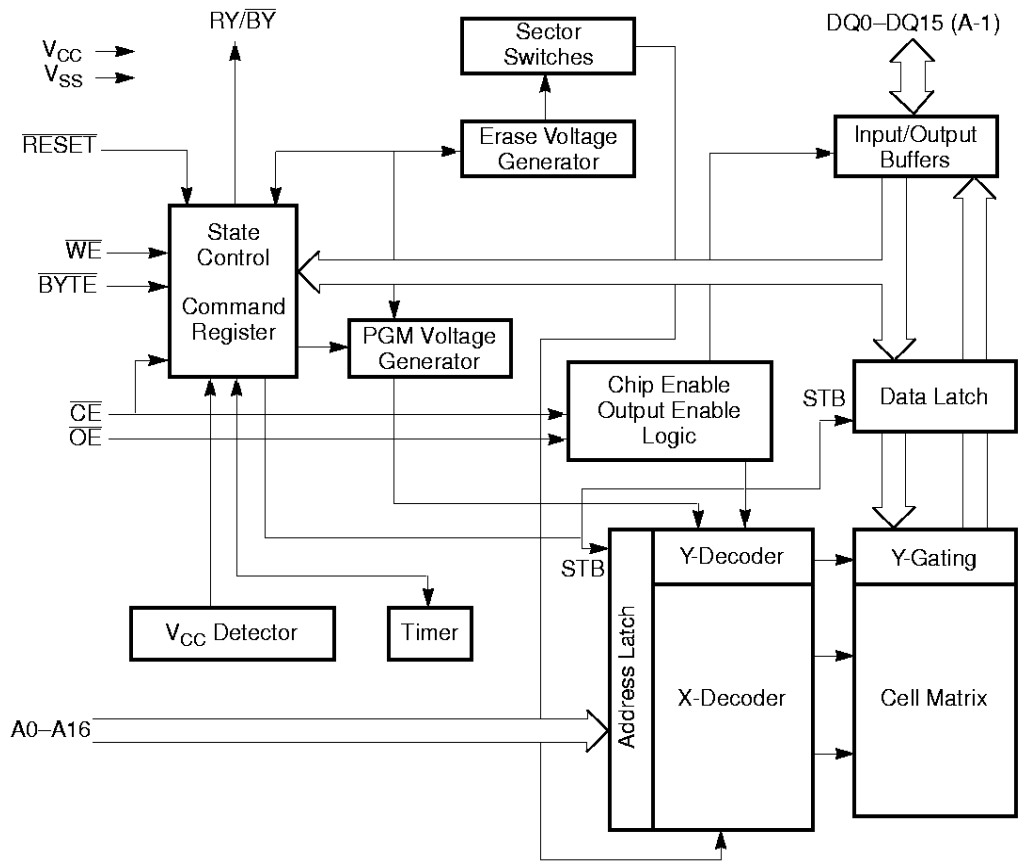 RY/BY
DQ0–DQ15 (A-1)
VCC
VSS
Sector
Switches
RESET
Erase Voltage
Generator
Input/Output
Buffers
WE
BYTE
State
Control
Command
Register
PGM Voltage
Generator
CE
OE
Chip Enable
Output Enable
Logic
STB
Data Latch
STB
Y-Decoder
Y-Gating
VCC Detector
Timer
Address Latch
X-Decoder
Cell Matrix
A0–A16